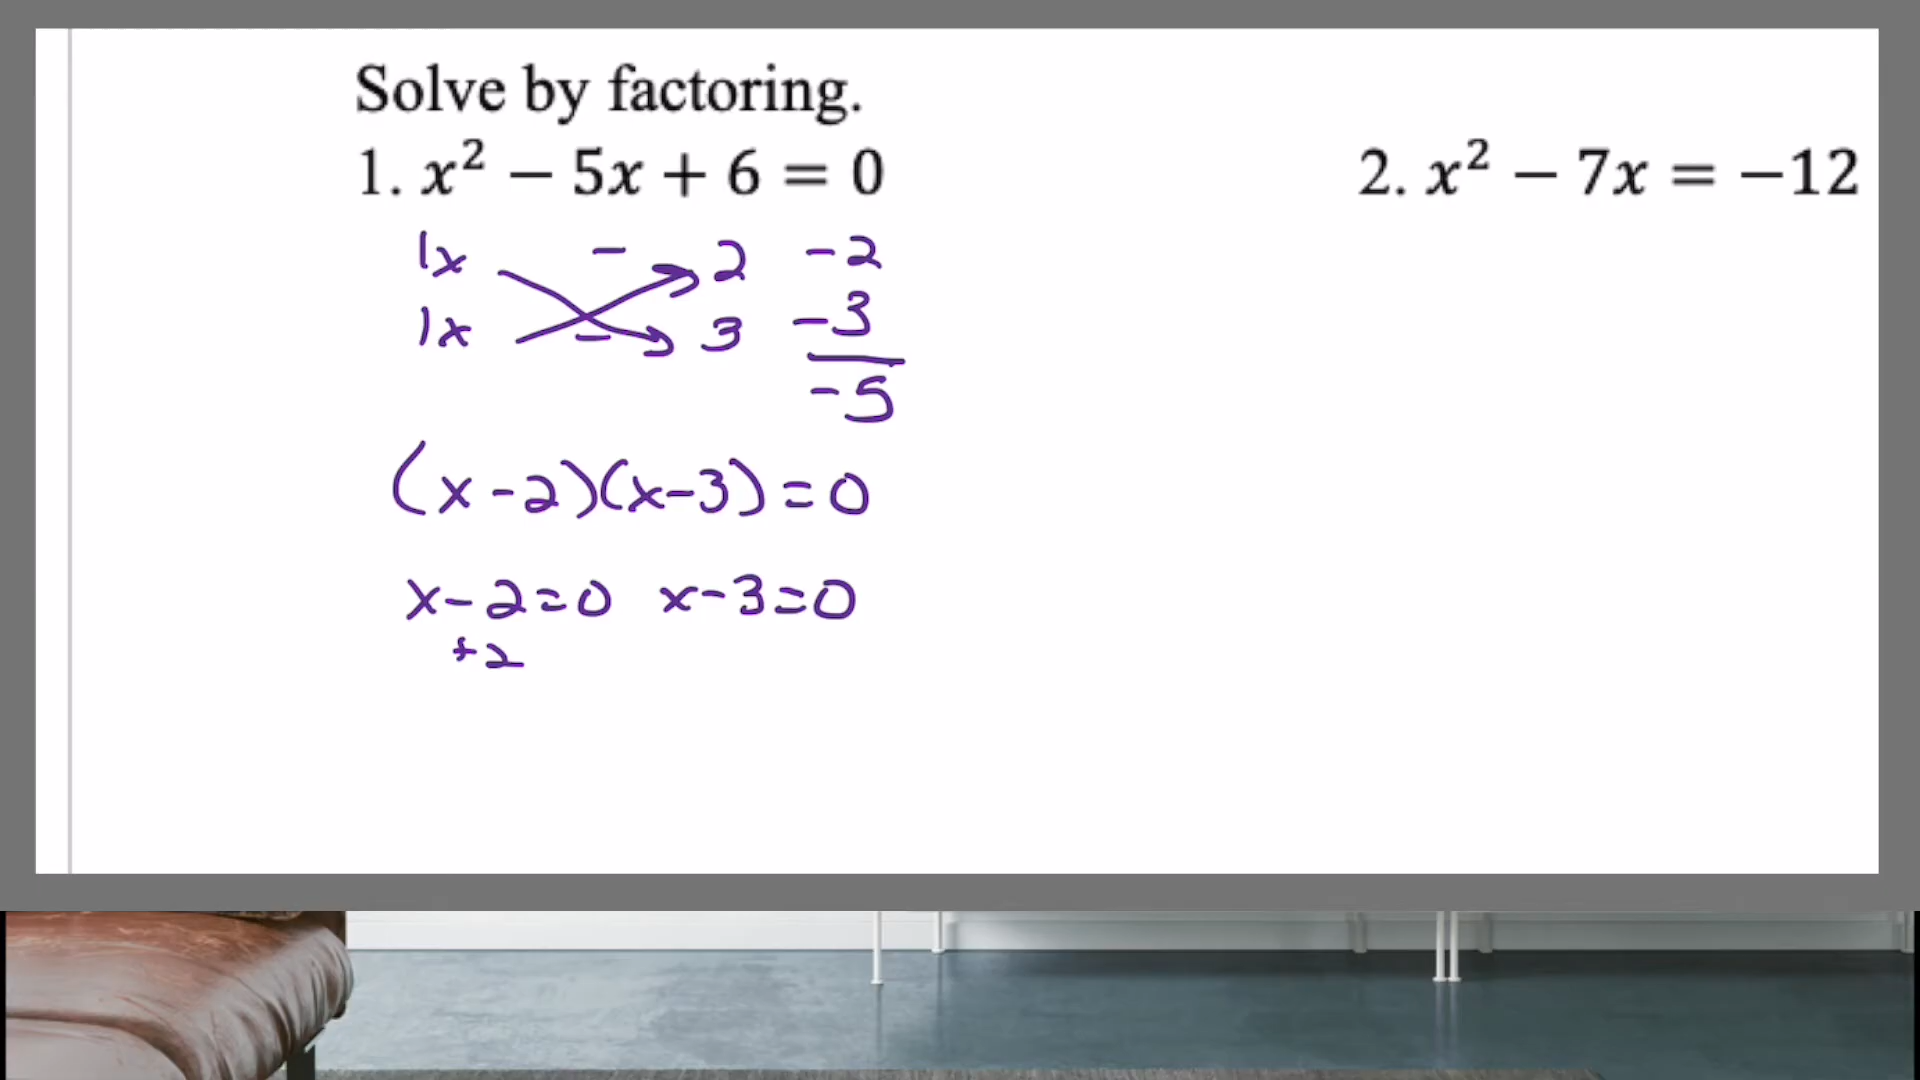 Solve by factoring.
1. x² − 5x + 6 = 0
1x − 2 -2
1x − 3 -3
-5
(x-2)(x-3)=0
x-2=0 x-3=0
+2
2. x² − 7x = −12